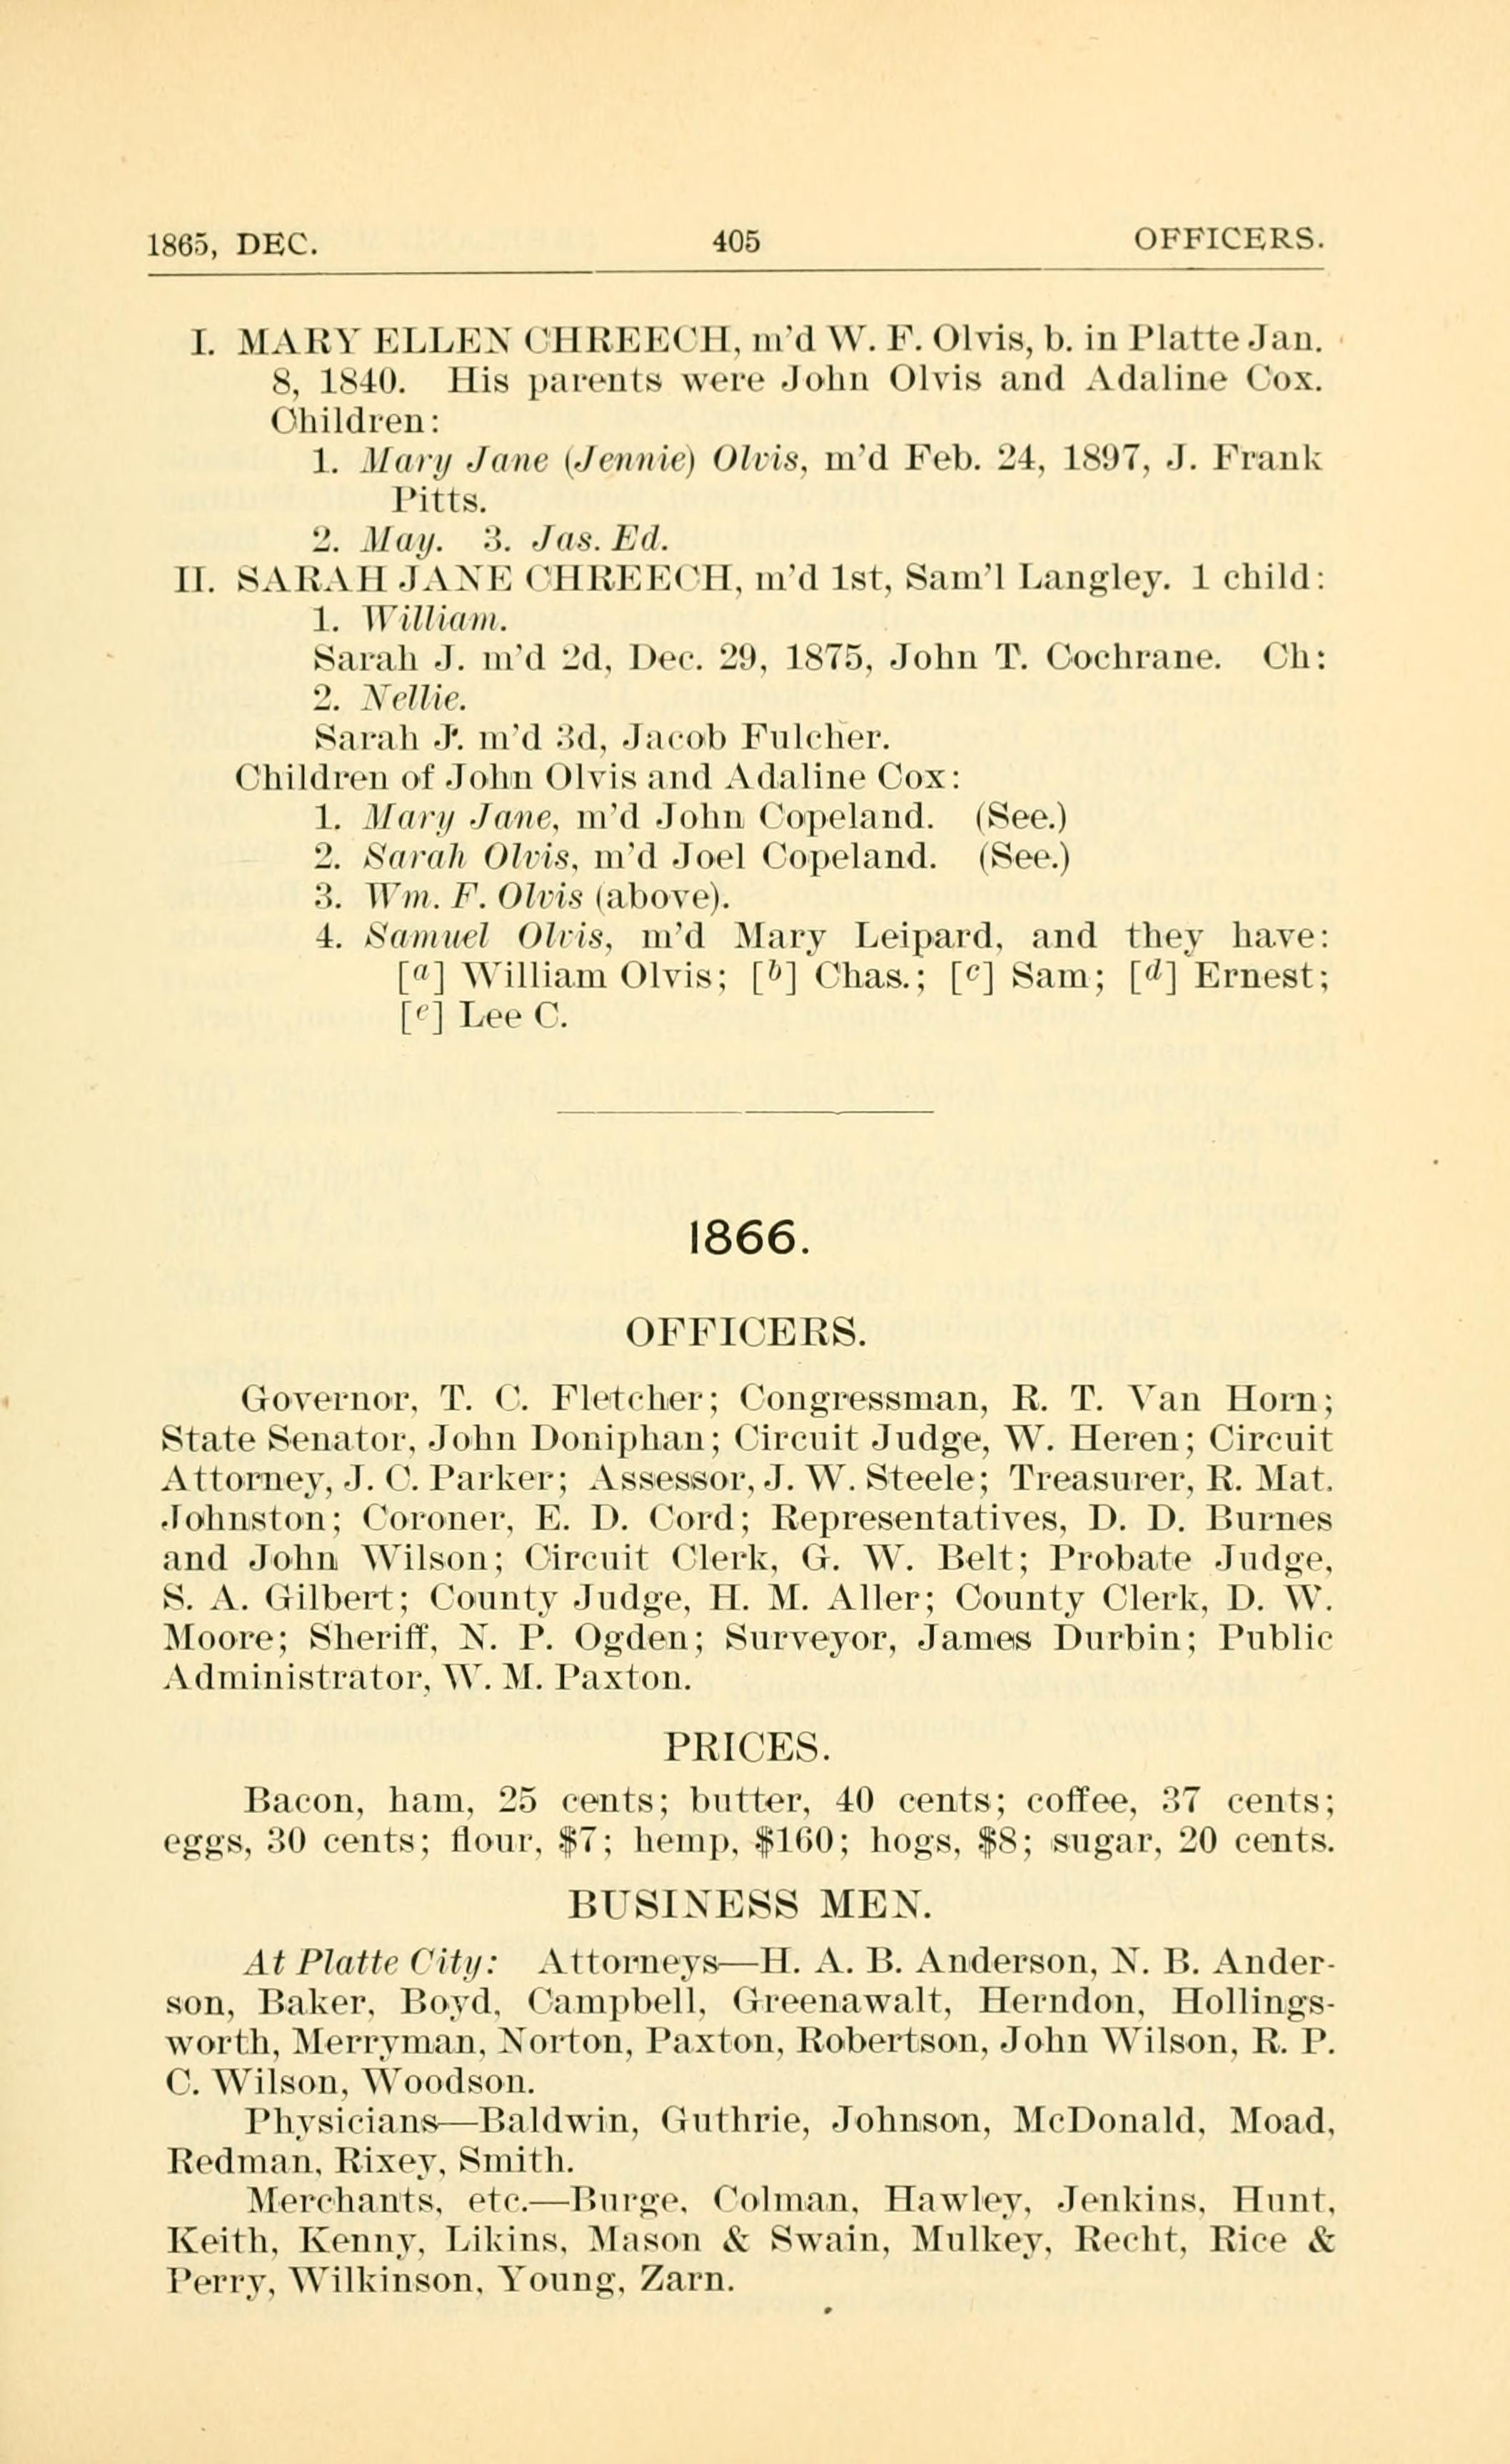 1865, DEC. 405 OFFICERS.
I. MARY ELLEN CHREECH, m'd W. F. Olvis, b. in Platte Jan.
8, 1840. His parents were John Olvis and Adaline Cox.
Children:
1. Mary Jane (Jennie) Olvis, m'd Feb. 24, 1897, J. Frank
Pitts.
2. May. 3. Jas. Ed.
II. SARAH JANE CHREECH, m'd 1st, Sam'l Langley. 1 child:
1. William.
Sarah J. m'd 2d, Dec. 29, 1875, John T. Cochrane. Ch:
2. Nellie.
Sarah J. m'd 3d, Jacob Fulcher.
Children of John Olvis and Adaline Cox:
1. Mary Jane, m'd John Copeland. (See.)
2. Sarah Olvis, m'd Joel Copeland. (See.)
3. Wm. F. Olvis (above).
4. Samuel Olvis, m'd Mary Leipard, and they have:
[a] William Olvis; [b] Chas.; [c] Sam; [d] Ernest;
[e] Lee C.
1866.
OFFICERS.
Governor, T. C. Fletcher; Congressman, R. T. Van Horn;
State Senator, John Doniphan; Circuit Judge, W. Heren; Circuit
Attorney, J. C. Parker; Assessor, J. W. Steele; Treasurer, R. Mat.
Johnston; Coroner, E. D. Cord; Representatives, D. D. Burnes
and John Wilson; Circuit Clerk, G. W. Belt; Probate Judge,
S. A. Gilbert; County Judge, H. M. Aller; County Clerk, D. W.
Moore; Sheriff, N. P. Ogden; Surveyor, James Durbin; Public
Administrator, W. M. Paxton.
PRICES.
Bacon, ham, 25 cents; butter, 40 cents; coffee, 37 cents;
eggs, 30 cents; flour, $7; hemp, $160; hogs, $8; sugar, 20 cents.
BUSINESS MEN.
At Platte City: Attorneys—H. A. B. Anderson, N. B. Ander-
son, Baker, Boyd, Campbell, Greenawalt, Herndon, Hollings-
worth, Merryman, Norton, Paxton, Robertson, John Wilson, R. P.
C. Wilson, Woodson.
Physicians—Baldwin, Guthrie, Johnson, McDonald, Moad,
Redman, Rixey, Smith.
Merchants, etc.—Burge, Colman, Hawley, Jenkins, Hunt,
Keith, Kenny, Likins, Mason & Swain, Mulkey, Recht, Rice &
Perry, Wilkinson, Young, Zarn.